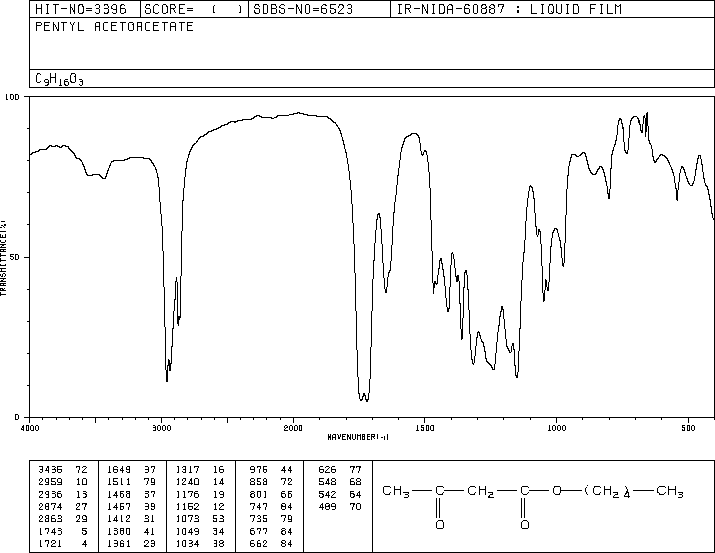 HIT-NO=3396 SCORE= ( ) SDBS-NO=6523 IR-NIDA-60887 : LIQUID FILM
PENTYL ACETOACETATE
C9H16O3
100
50
0
TRANSMITTANCE(%)
4000 3000 2000 1500 1000 500
WAVENUMBER(-1)
3436 72 1649 37 1317 16 976 44 626 77
2959 10 1511 79 1240 14 858 72 548 68
2936 13 1468 37 1176 19 801 66 542 64
2874 27 1457 39 1152 12 747 84 489 70
2863 29 1412 31 1073 53 735 79
1743 5 1380 41 1049 34 677 84
1721 4 1361 23 1034 38 662 84
CH3 C CH2 C O (CH2)4 CH3
O O